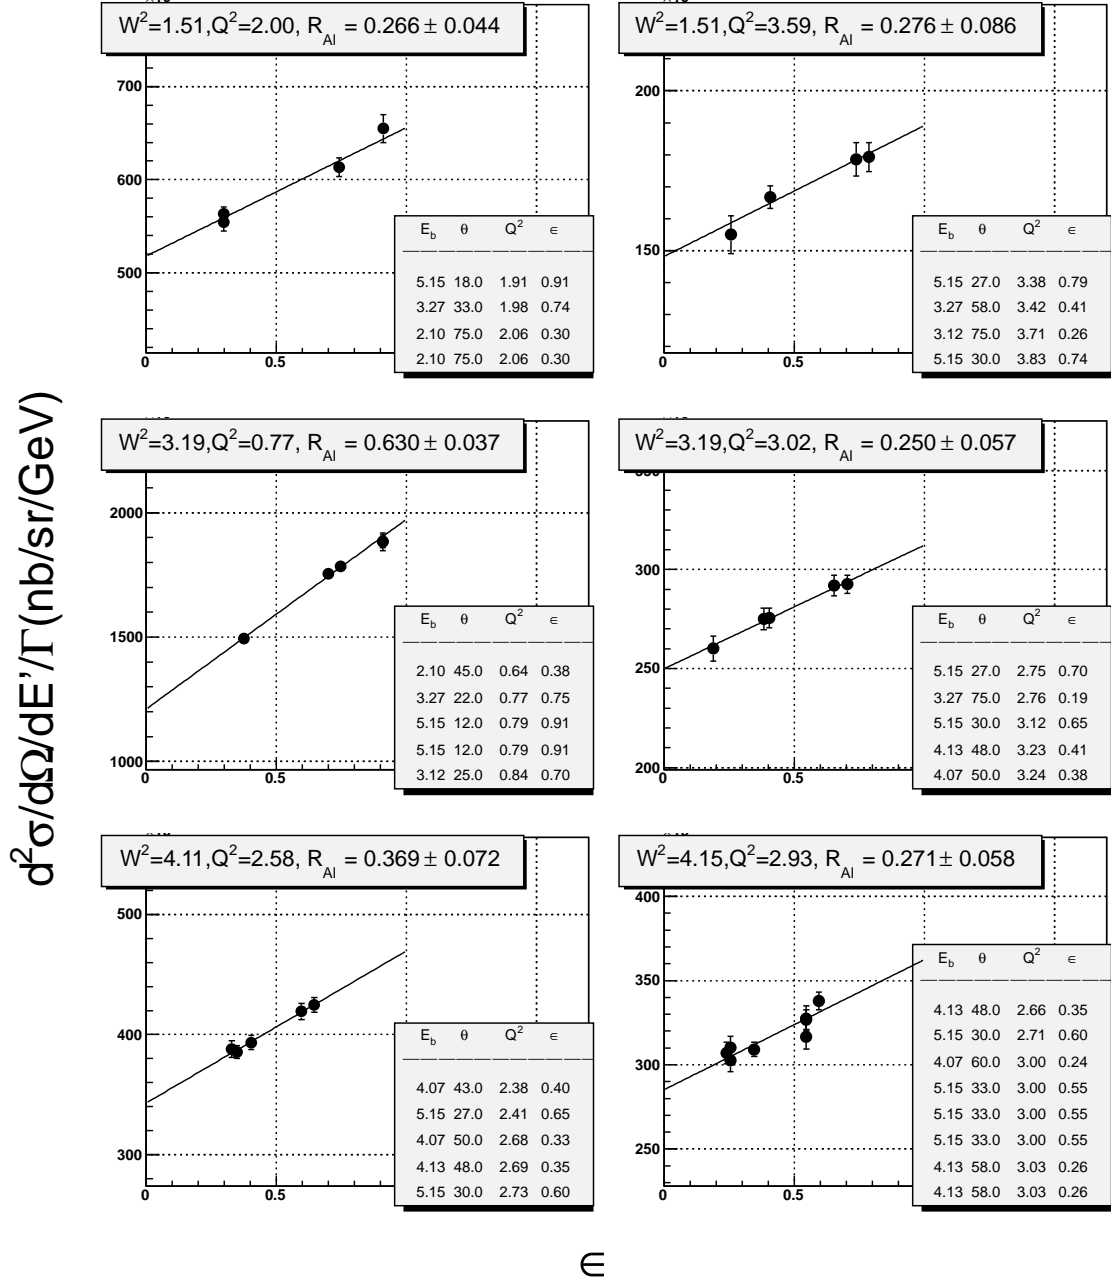 W²=1.51,Q²=2.00, R_Al = 0.266 ± 0.044
700
600
500
0
0.5
E_b θ Q² ∈
5.15 18.0 1.91 0.91
3.27 33.0 1.98 0.74
2.10 75.0 2.06 0.30
2.10 75.0 2.06 0.30
W²=1.51,Q²=3.59, R_Al = 0.276 ± 0.086
200
150
0
0.5
E_b θ Q² ∈
5.15 27.0 3.38 0.79
3.27 58.0 3.42 0.41
3.12 75.0 3.71 0.26
5.15 30.0 3.83 0.74
d²σ/dΩ/dE'/Γ(nb/sr/GeV)
W²=3.19,Q²=0.77, R_Al = 0.630 ± 0.037
2000
1500
1000
0
0.5
E_b θ Q² ∈
2.10 45.0 0.64 0.38
3.27 22.0 0.77 0.75
5.15 12.0 0.79 0.91
5.15 12.0 0.79 0.91
3.12 25.0 0.84 0.70
W²=3.19,Q²=3.02, R_Al = 0.250 ± 0.057
300
250
200
0
0.5
E_b θ Q² ∈
5.15 27.0 2.75 0.70
3.27 75.0 2.76 0.19
5.15 30.0 3.12 0.65
4.13 48.0 3.23 0.41
4.07 50.0 3.24 0.38
W²=4.11,Q²=2.58, R_Al = 0.369 ± 0.072
500
400
300
0
0.5
E_b θ Q² ∈
4.07 43.0 2.38 0.40
5.15 27.0 2.41 0.65
4.07 50.0 2.68 0.33
4.13 48.0 2.69 0.35
5.15 30.0 2.73 0.60
W²=4.15,Q²=2.93, R_Al = 0.271 ± 0.058
400
350
300
250
0
0.5
E_b θ Q² ∈
4.13 48.0 2.66 0.35
5.15 30.0 2.71 0.60
4.07 60.0 3.00 0.24
5.15 33.0 3.00 0.55
5.15 33.0 3.00 0.55
5.15 33.0 3.00 0.55
4.13 58.0 3.03 0.26
4.13 58.0 3.03 0.26
∈